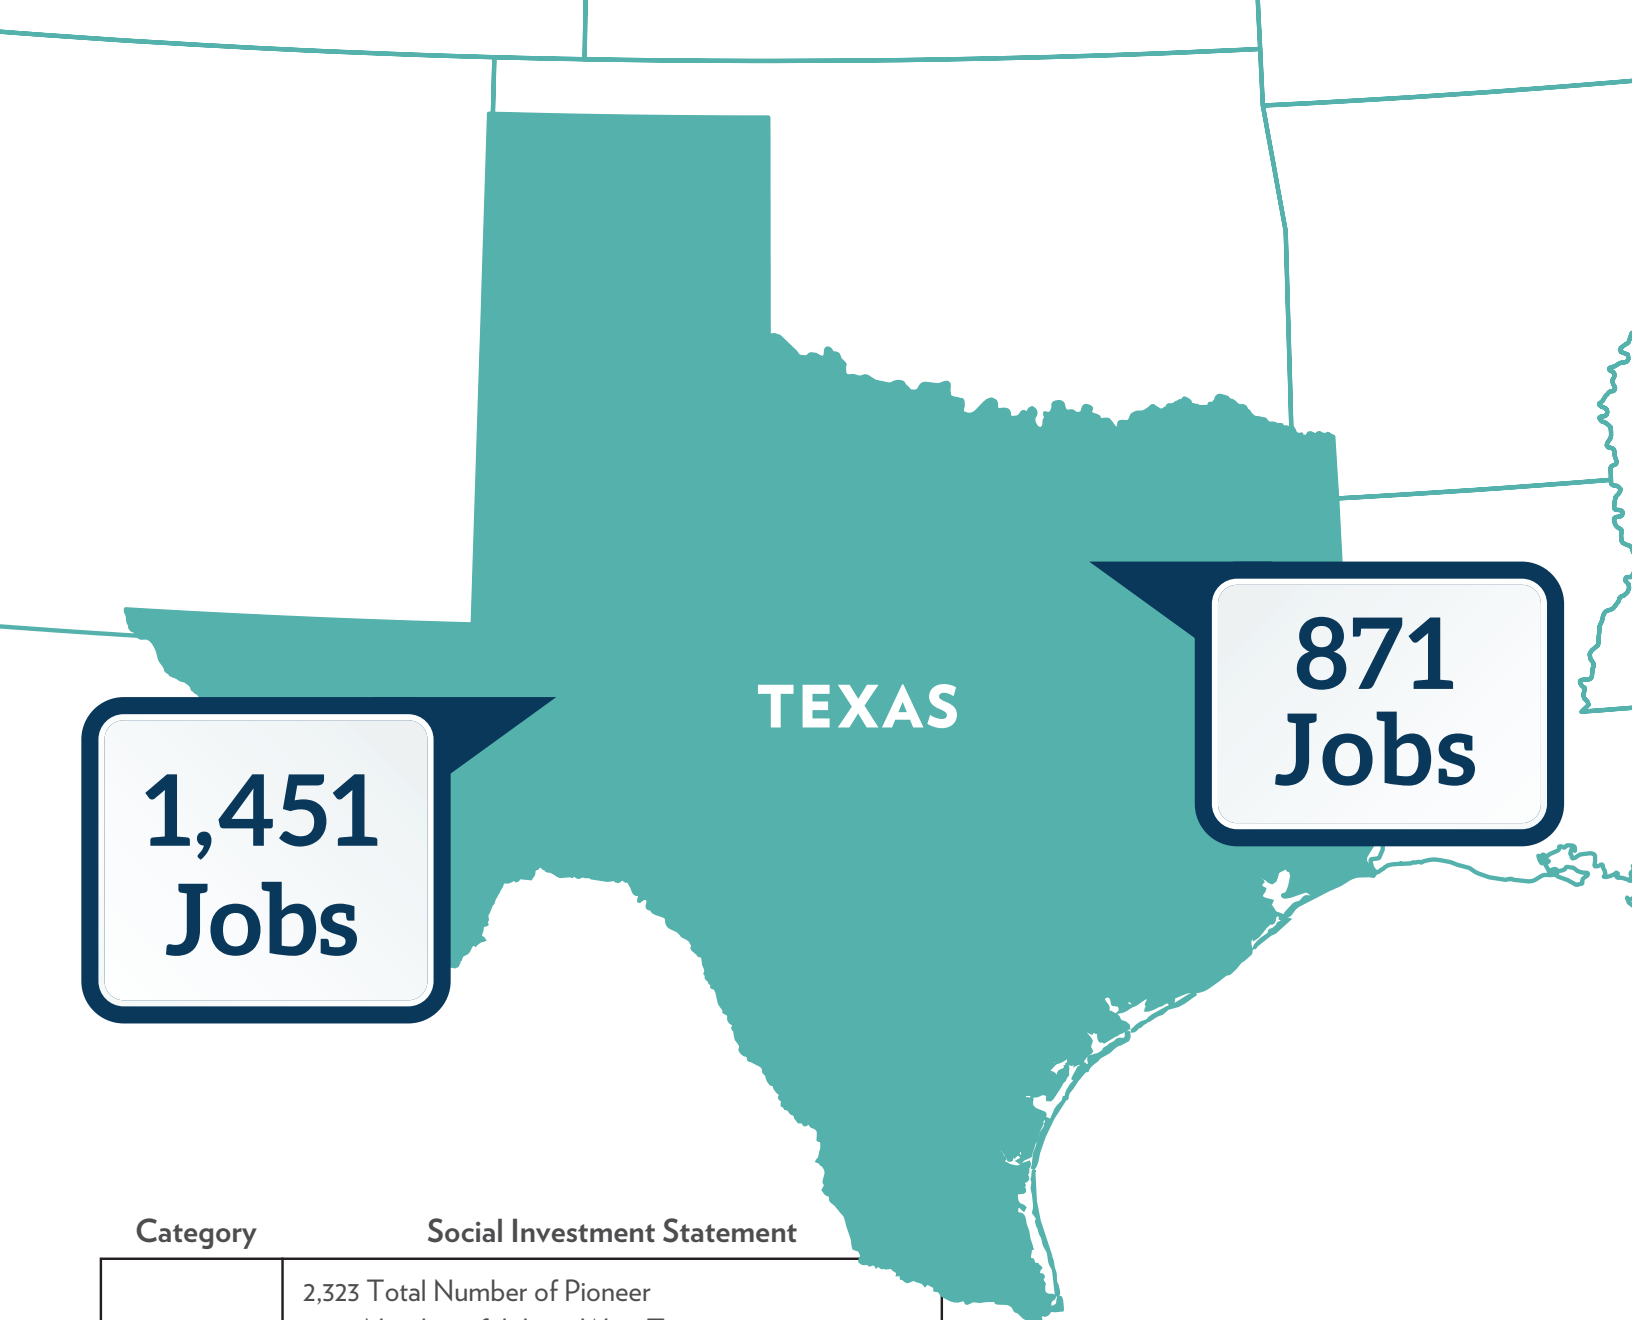 TEXAS
871
Jobs
1,451
Jobs
Category
Social Investment Statement
2,323 Total Number of Pioneer